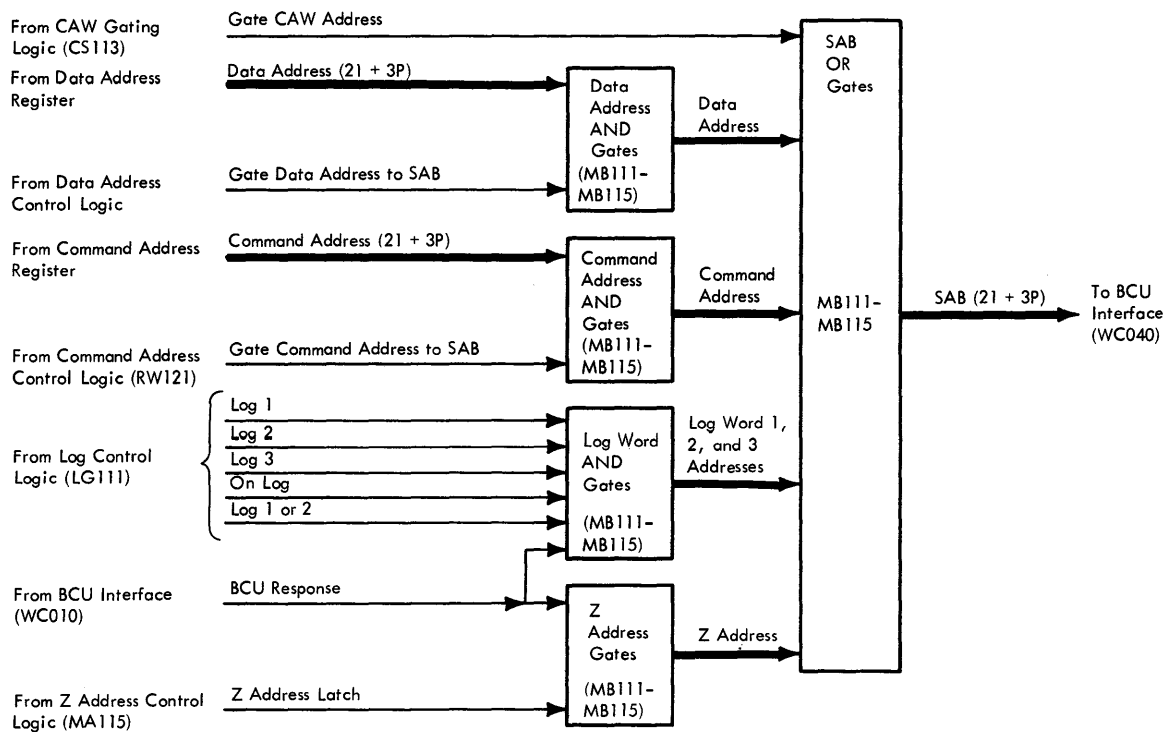 From CAW Gating
Logic (CS113)
Gate CAW Address
From Data Address
Register
Data Address (21 + 3P)
Data
Address
AND
Gates
(MB111-
MB115)
Data
Address
From Data Address
Control Logic
Gate Data Address to SAB
From Command Address
Register
Command Address (21 + 3P)
Command
Address
AND
Gates
(MB111-
MB115)
Command
Address
From Command Address
Control Logic (RW121)
Gate Command Address to SAB
From Log Control
Logic (LG111)
Log 1
Log 2
Log 3
On Log
Log 1 or 2
Log Word
AND
Gates
(MB111-
MB115)
Log Word 1,
2, and 3
Addresses
From BCU Interface
(WC010)
BCU Response
Z
Address
Gates
(MB111-
MB115)
Z Address
From Z Address Control
Logic (MA115)
Z Address Latch
SAB
OR
Gates
MB111-
MB115
SAB (21 + 3P)
To BCU
Interface
(WC040)